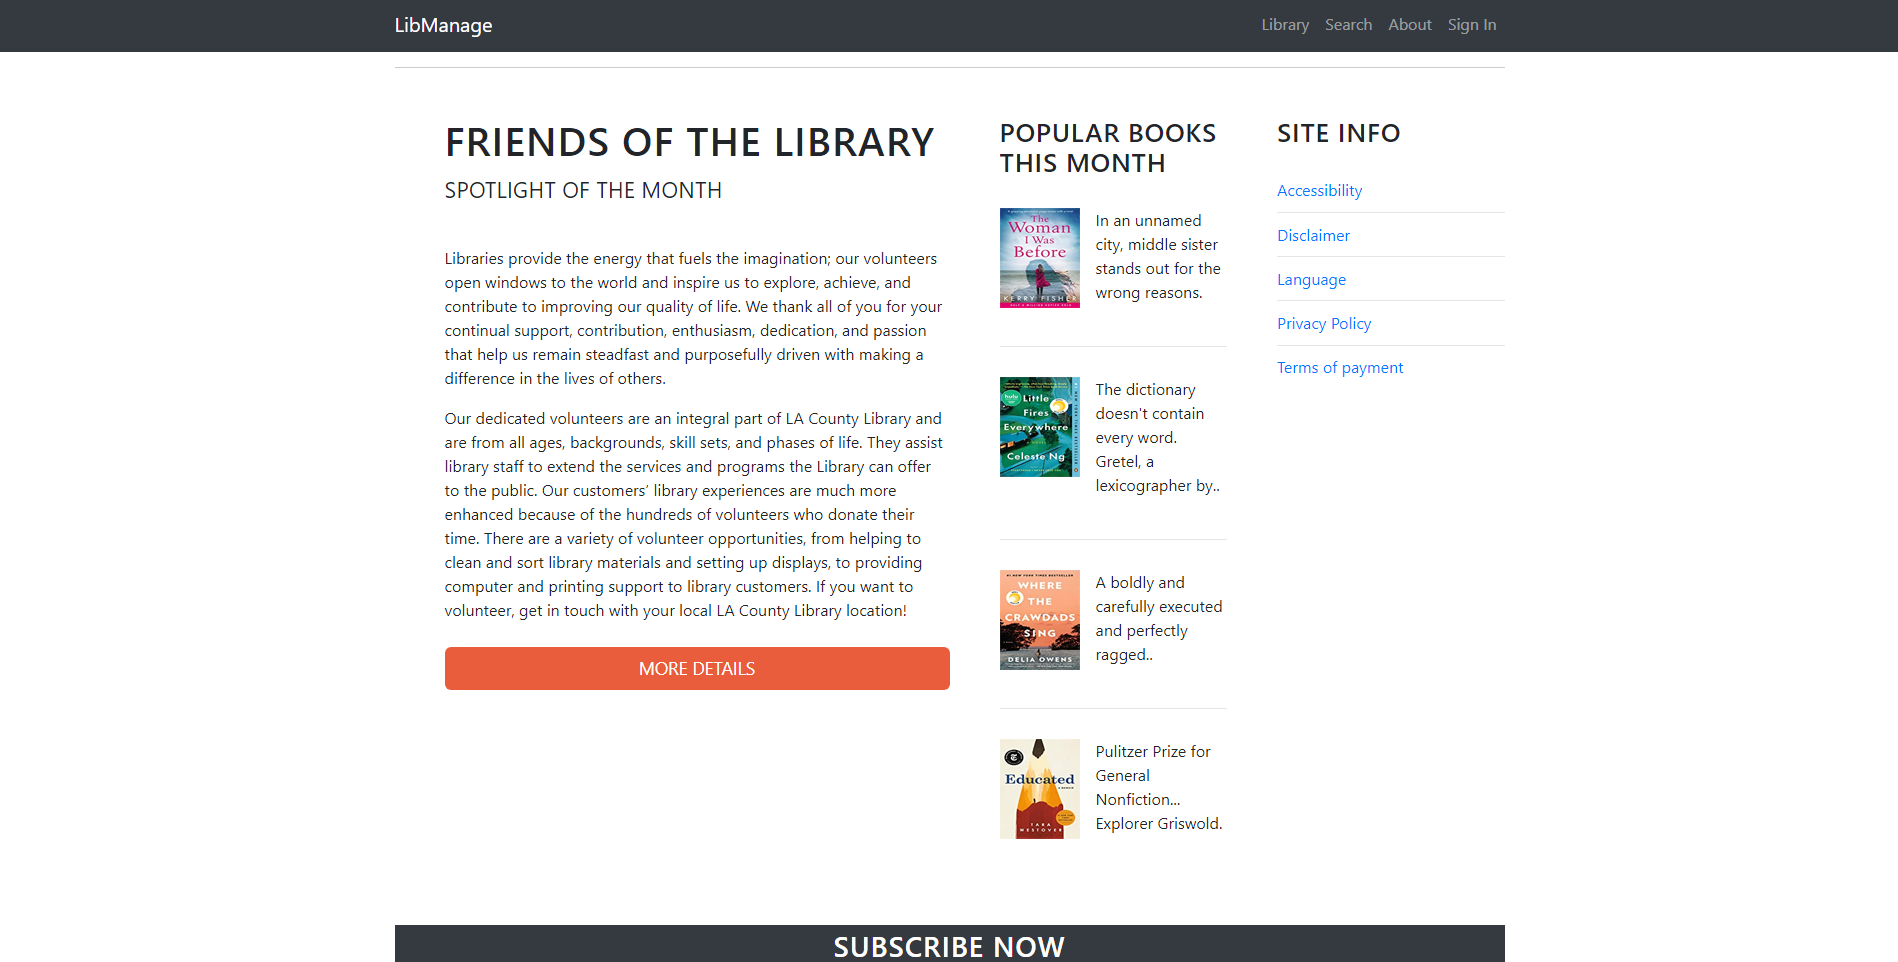 LibManage
Library Search About Sign In
FRIENDS OF THE LIBRARY
SPOTLIGHT OF THE MONTH
Libraries provide the energy that fuels the imagination; our volunteers
open windows to the world and inspire us to explore, achieve, and
contribute to improving our quality of life. We thank all of you for your
continual support, contribution, enthusiasm, dedication, and passion
that help us remain steadfast and purposefully driven with making a
difference in the lives of others.
Our dedicated volunteers are an integral part of LA County Library and
are from all ages, backgrounds, skill sets, and phases of life. They assist
library staff to extend the services and programs the Library can offer
to the public. Our customers’ library experiences are much more
enhanced because of the hundreds of volunteers who donate their
time. There are a variety of volunteer opportunities, from helping to
clean and sort library materials and setting up displays, to providing
computer and printing support to library customers. If you want to
volunteer, get in touch with your local LA County Library location!
MORE DETAILS
POPULAR BOOKS
THIS MONTH
The
Woman
I Was
Before
KERRY FISHER
In an unnamed
city, middle sister
stands out for the
wrong reasons.
hulu
Little
Fires
Everywhere
Celeste Ng
The dictionary
doesn't contain
every word.
Gretel, a
lexicographer by..
#1 NEW YORK TIMES BESTSELLER
WHERE
THE
CRAWDADS
SING
DELIA OWENS
A boldly and
carefully executed
and perfectly
ragged..
Educated
TARA
WESTOVER
Pulitzer Prize for
General
Nonfiction...
Explorer Griswold.
SITE INFO
Accessibility
Disclaimer
Language
Privacy Policy
Terms of payment
SUBSCRIBE NOW